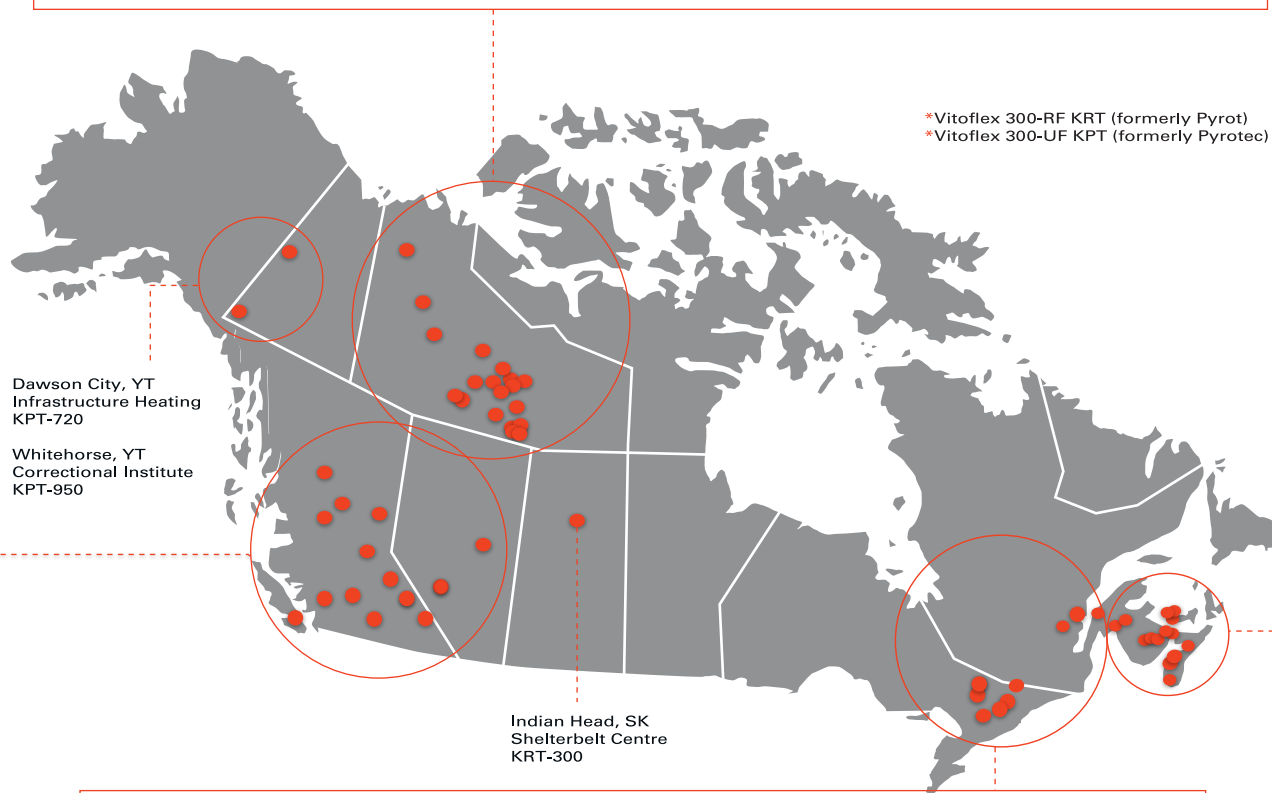 *Vitoflex 300-RF KRT (formerly Pyrot)
*Vitoflex 300-UF KPT (formerly Pyrotec)
Dawson City, YT
Infrastructure Heating
KPT-720
Whitehorse, YT
Correctional Institute
KPT-950
Indian Head, SK
Shelterbelt Centre
KRT-300